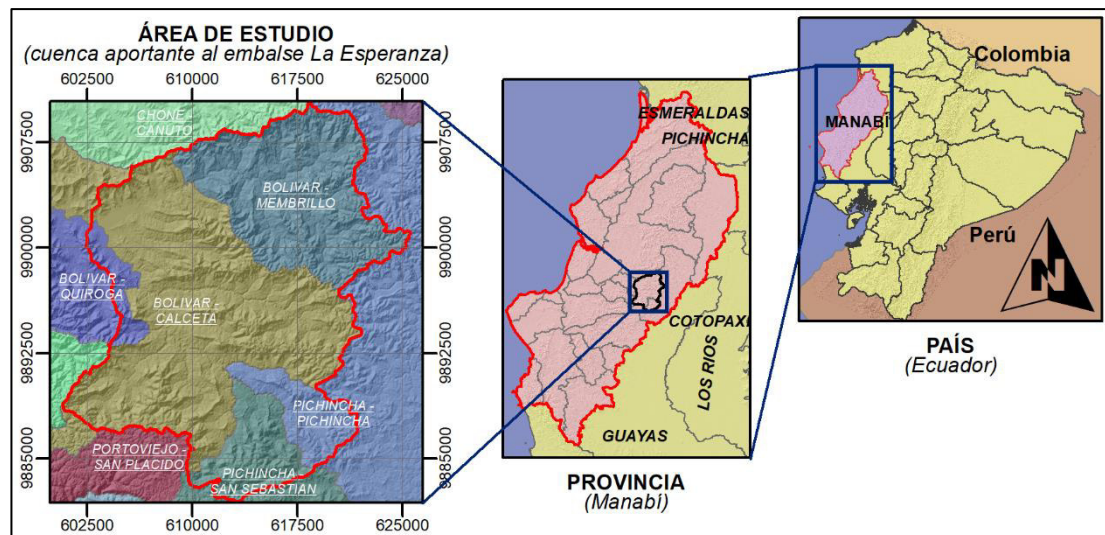 ÁREA DE ESTUDIO
(cuenca aportante al embalse La Esperanza)
602500 610000 617500 625000
9907500
9900000
9892500
9885000
CHONE -
CANUTO
BOLIVAR -
MEMBRILLO
BOLIVAR -
QUIROGA
BOLIVAR -
CALCETA
PICHINCHA -
PICHINCHA
PORTOVIEJO -
SAN PLACIDO
PICHINCHA -
SAN SEBASTIAN
9907500
9900000
9892500
9885000
602500 610000 617500 625000
ESMERALDAS
PICHINCHA
COTOPAXI
LOS RIOS
GUAYAS
PROVINCIA
(Manabí)
Colombia
MANABÍ
Perú
N
PAÍS
(Ecuador)